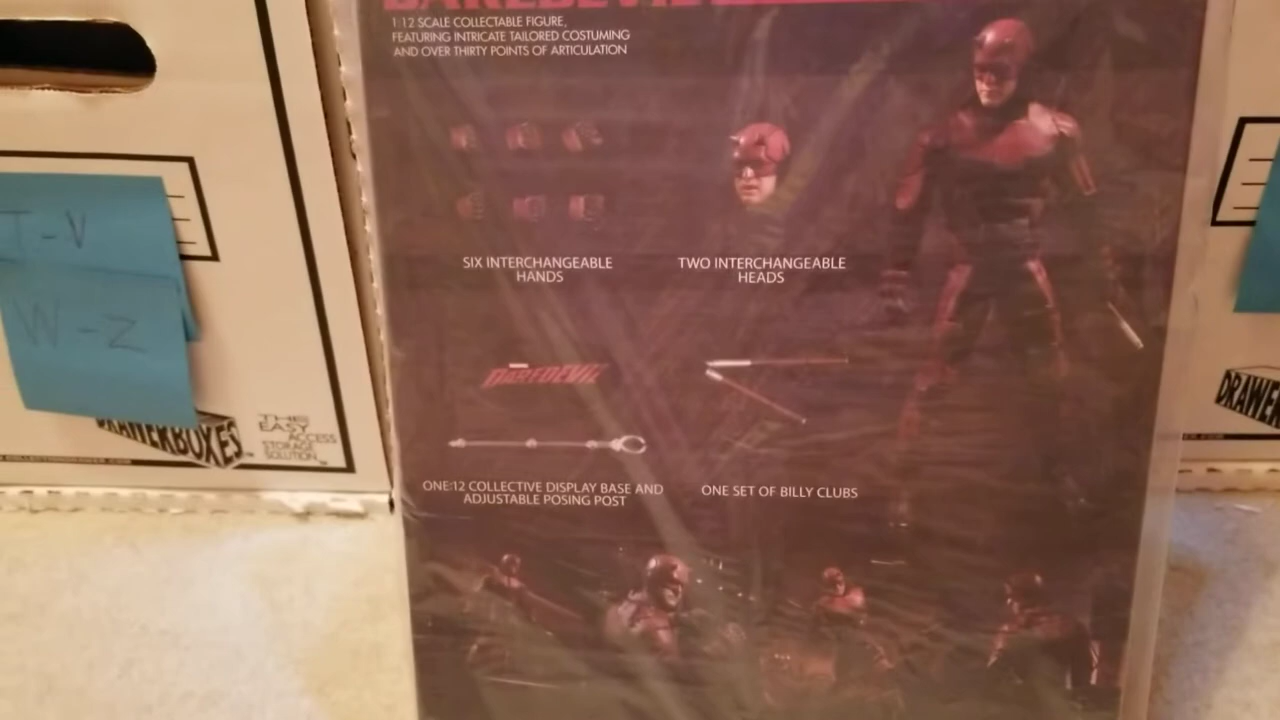 DAREDEVIL
1:12 SCALE COLLECTABLE FIGURE,
FEATURING INTRICATE TAILORED COSTUMING
AND OVER THIRTY POINTS OF ARTICULATION
SIX INTERCHANGEABLE
HANDS
TWO INTERCHANGEABLE
HEADS
DAREDEVIL
ONE:12 COLLECTIVE DISPLAY BASE AND
ADJUSTABLE POSING POST
ONE SET OF BILLY CLUBS
T-V
W-Z
DRAWERBOXES
THE
EASY
ACCESS
STORAGE
SOLUTION
DRAWE